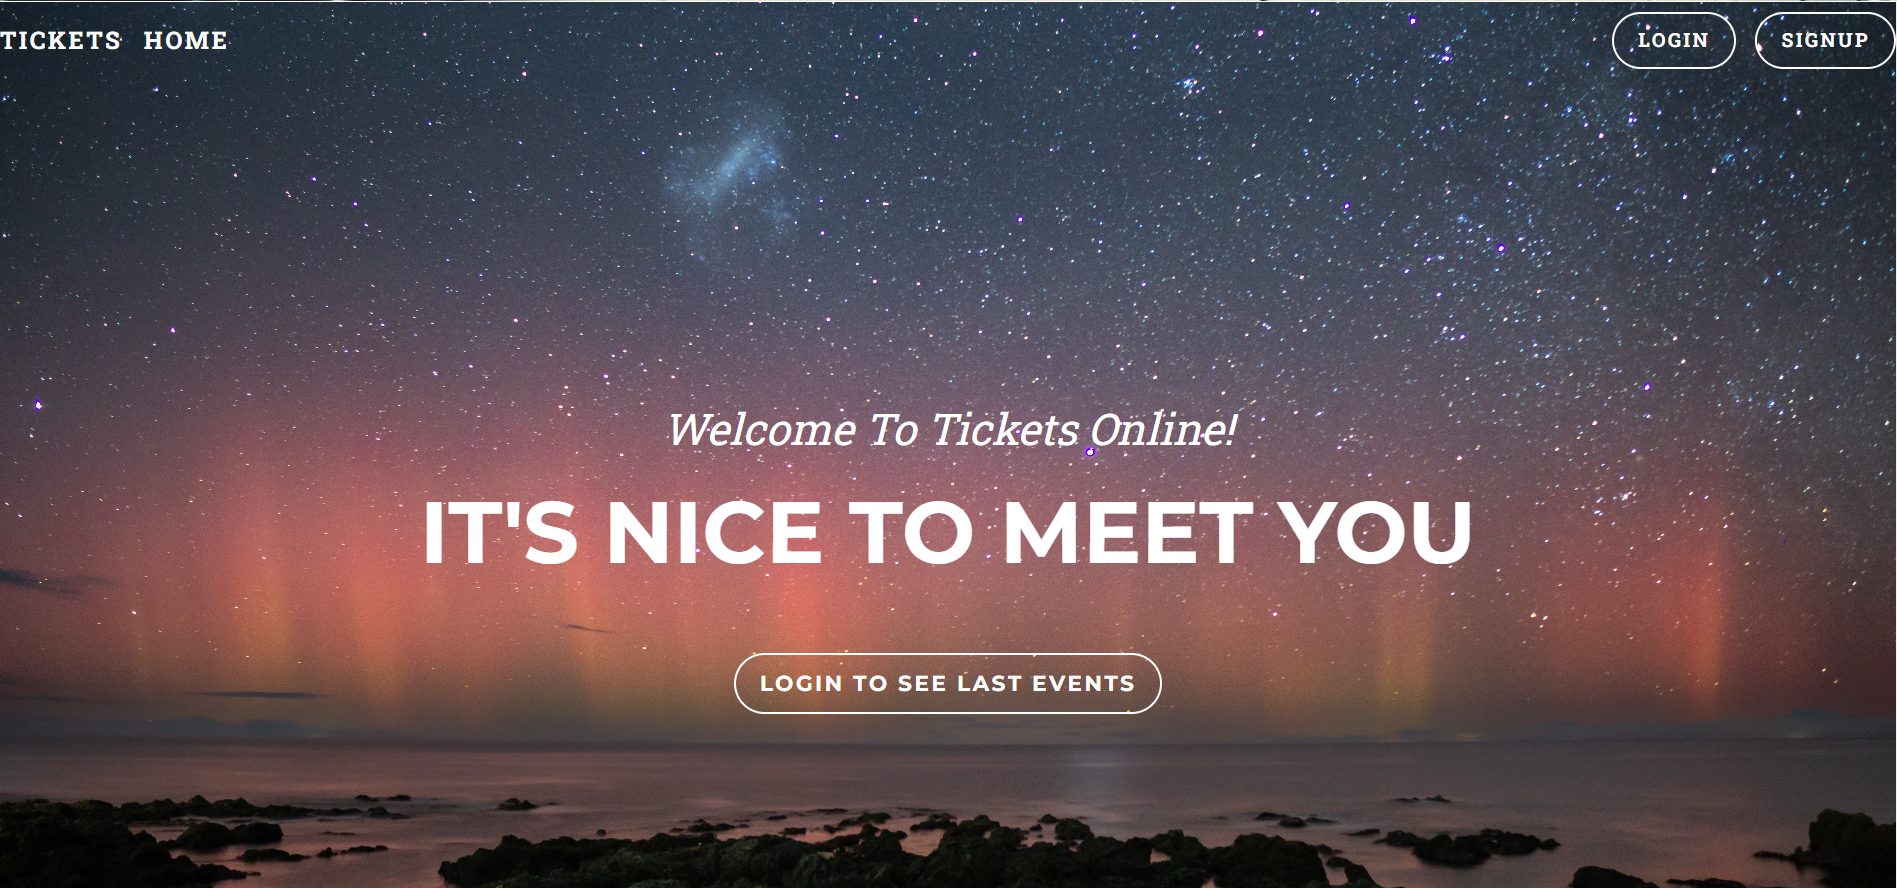 TICKETS HOME LOGIN SIGNUP
Welcome To Tickets Online!
IT'S NICE TO MEET YOU
LOGIN TO SEE LAST EVENTS